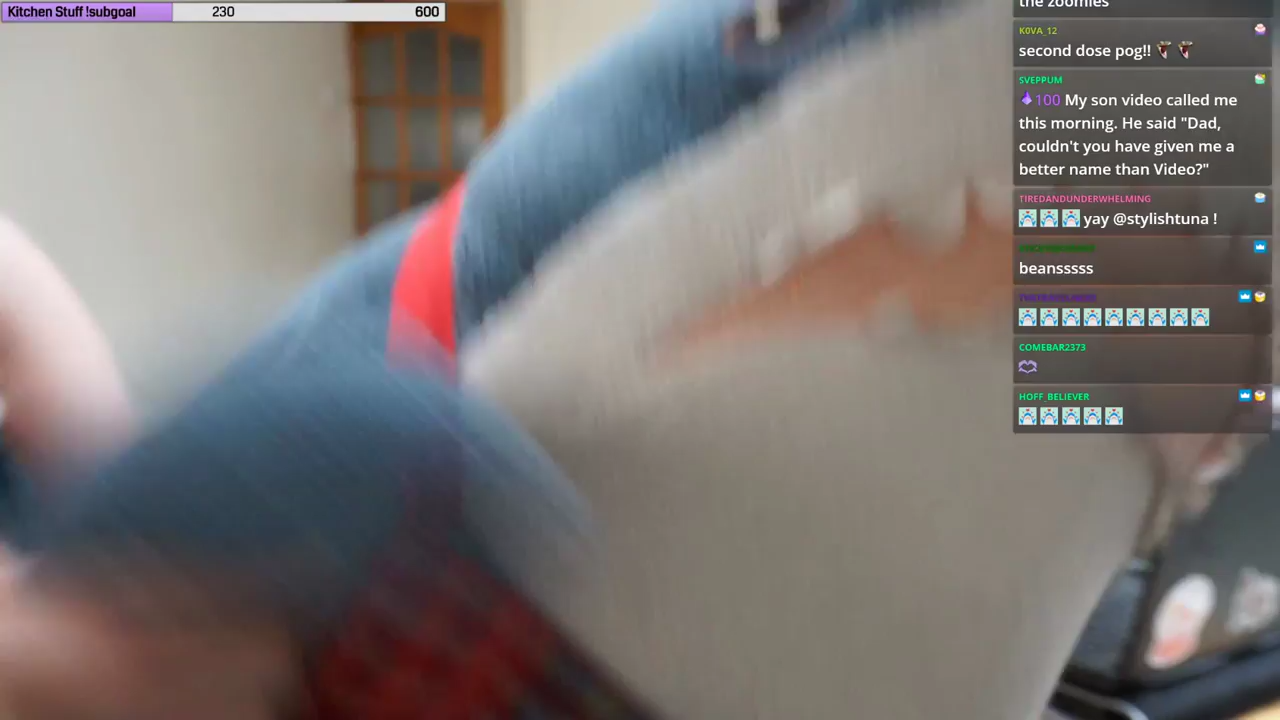 Kitchen Stuff !subgoal 230 600
the zoomies
K0VA_12
second dose pog!!
SVEPPUM
100 My son video called me
this morning. He said "Dad,
couldn't you have given me a
better name than Video?"
TIREDANDUNDERWHELMING
yay @stylishtuna !
beansssss
COMEBAR2373
HOFF_BELIEVER